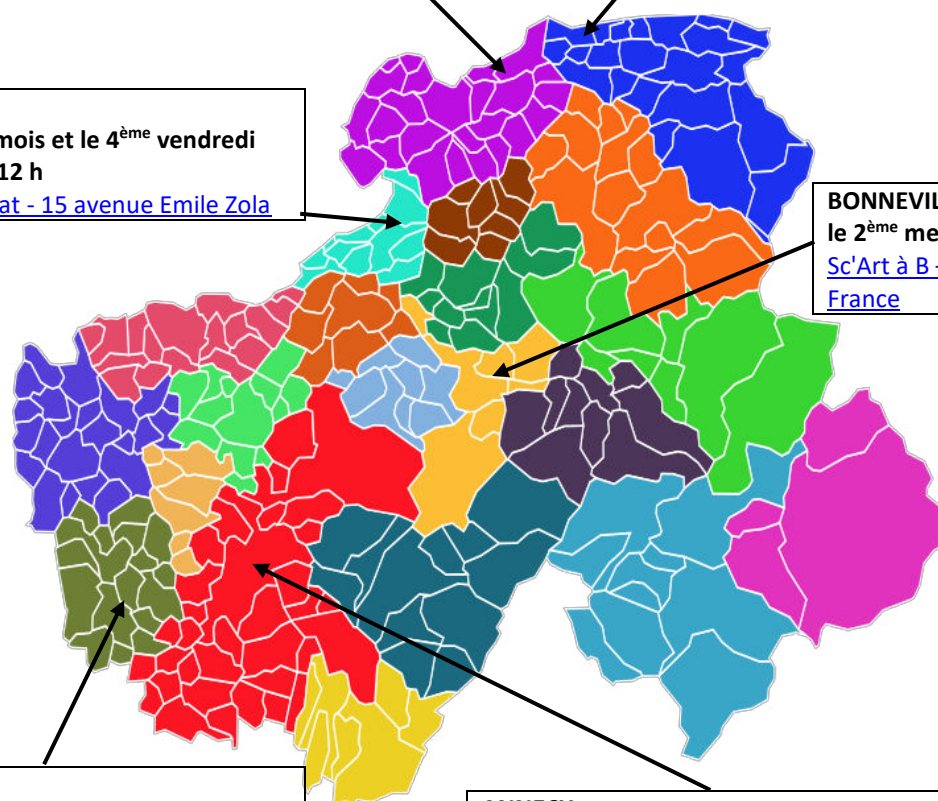 mois et le 4ème vendredi
12 h
at - 15 avenue Emile Zola
BONNEVIL
le 2ème me
Sc'Art à B -
France